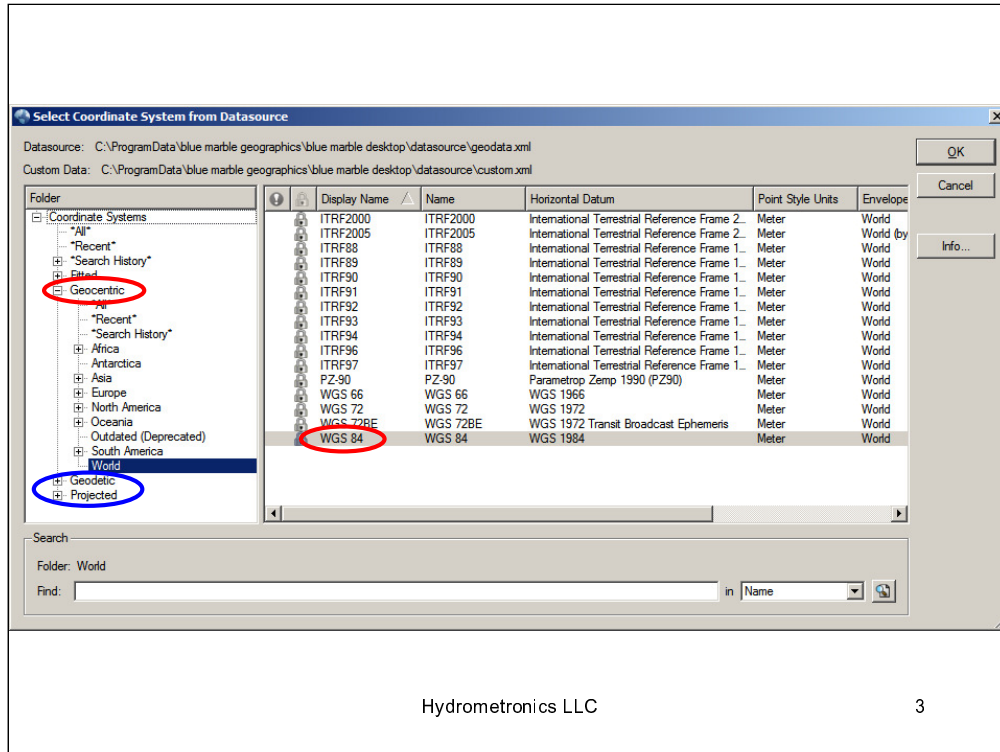 Select Coordinate System from Datasource
Datasource: C:\ProgramData\blue marble geographics\blue marble desktop\datasource\geodata.xml
Custom Data: C:\ProgramData\blue marble geographics\blue marble desktop\datasource\custom.xml
OK
Cancel
Info...
Folder
Coordinate Systems
*All*
*Recent*
*Search History*
Fitted
Geocentric
*All*
*Recent*
*Search History*
Africa
Antarctica
Asia
Europe
North America
Oceania
Outdated (Deprecated)
South America
World
Geodetic
Projected
Display Name Name Horizontal Datum Point Style Units Envelope
ITRF2000 ITRF2000 International Terrestrial Reference Frame 2... Meter World
ITRF2005 ITRF2005 International Terrestrial Reference Frame 2... Meter World (by
ITRF88 ITRF88 International Terrestrial Reference Frame 1... Meter World
ITRF89 ITRF89 International Terrestrial Reference Frame 1... Meter World
ITRF90 ITRF90 International Terrestrial Reference Frame 1... Meter World
ITRF91 ITRF91 International Terrestrial Reference Frame 1... Meter World
ITRF92 ITRF92 International Terrestrial Reference Frame 1... Meter World
ITRF93 ITRF93 International Terrestrial Reference Frame 1... Meter World
ITRF94 ITRF94 International Terrestrial Reference Frame 1... Meter World
ITRF96 ITRF96 International Terrestrial Reference Frame 1... Meter World
ITRF97 ITRF97 International Terrestrial Reference Frame 1... Meter World
PZ-90 PZ-90 Parametrop Zemp 1990 (PZ90) Meter World
WGS 66 WGS 66 WGS 1966 Meter World
WGS 72 WGS 72 WGS 1972 Meter World
WGS 72BE WGS 72BE WGS 1972 Transit Broadcast Ephemeris Meter World
WGS 84 WGS 84 WGS 1984 Meter World
Search
Folder: World
Find: in Name
Hydrometronics LLC 3